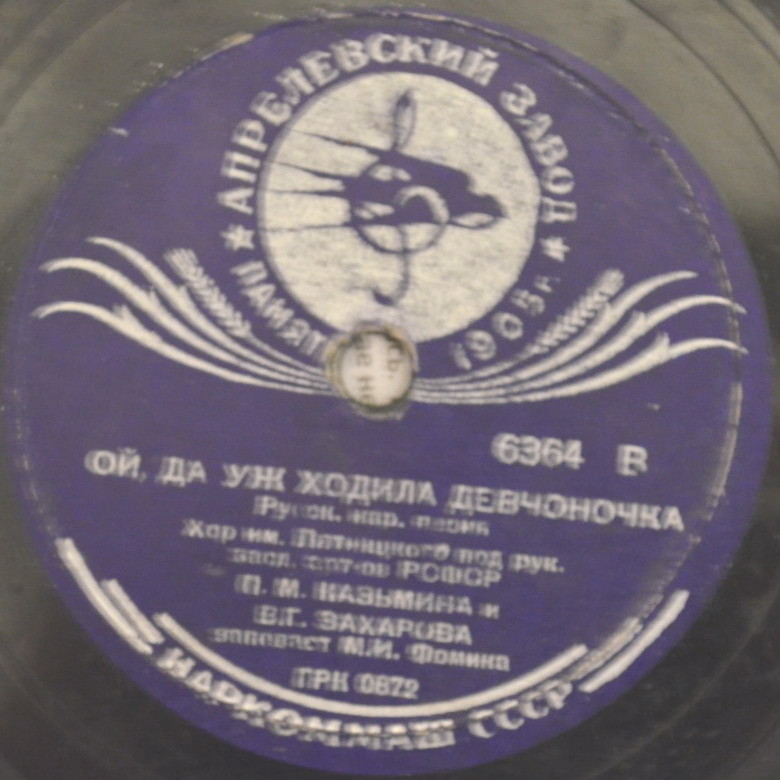 ★ АПРЕЛЕВСКИЙ ЗАВОД ★
ПАМЯТИ 1905 г.
6364 В
ОЙ, ДА УЖ ХОДИЛА ДЕВЧОНОЧКА
Русск. нар. песня
Хор им. Пятницкого под рук.
засл. арт-ов РСФСР
П. М. КАЗЬМИНА и
В.Г. ЗАХАРОВА
запевает М.И. Фомина
ГРК 0872
НАРКОММАШ СССР